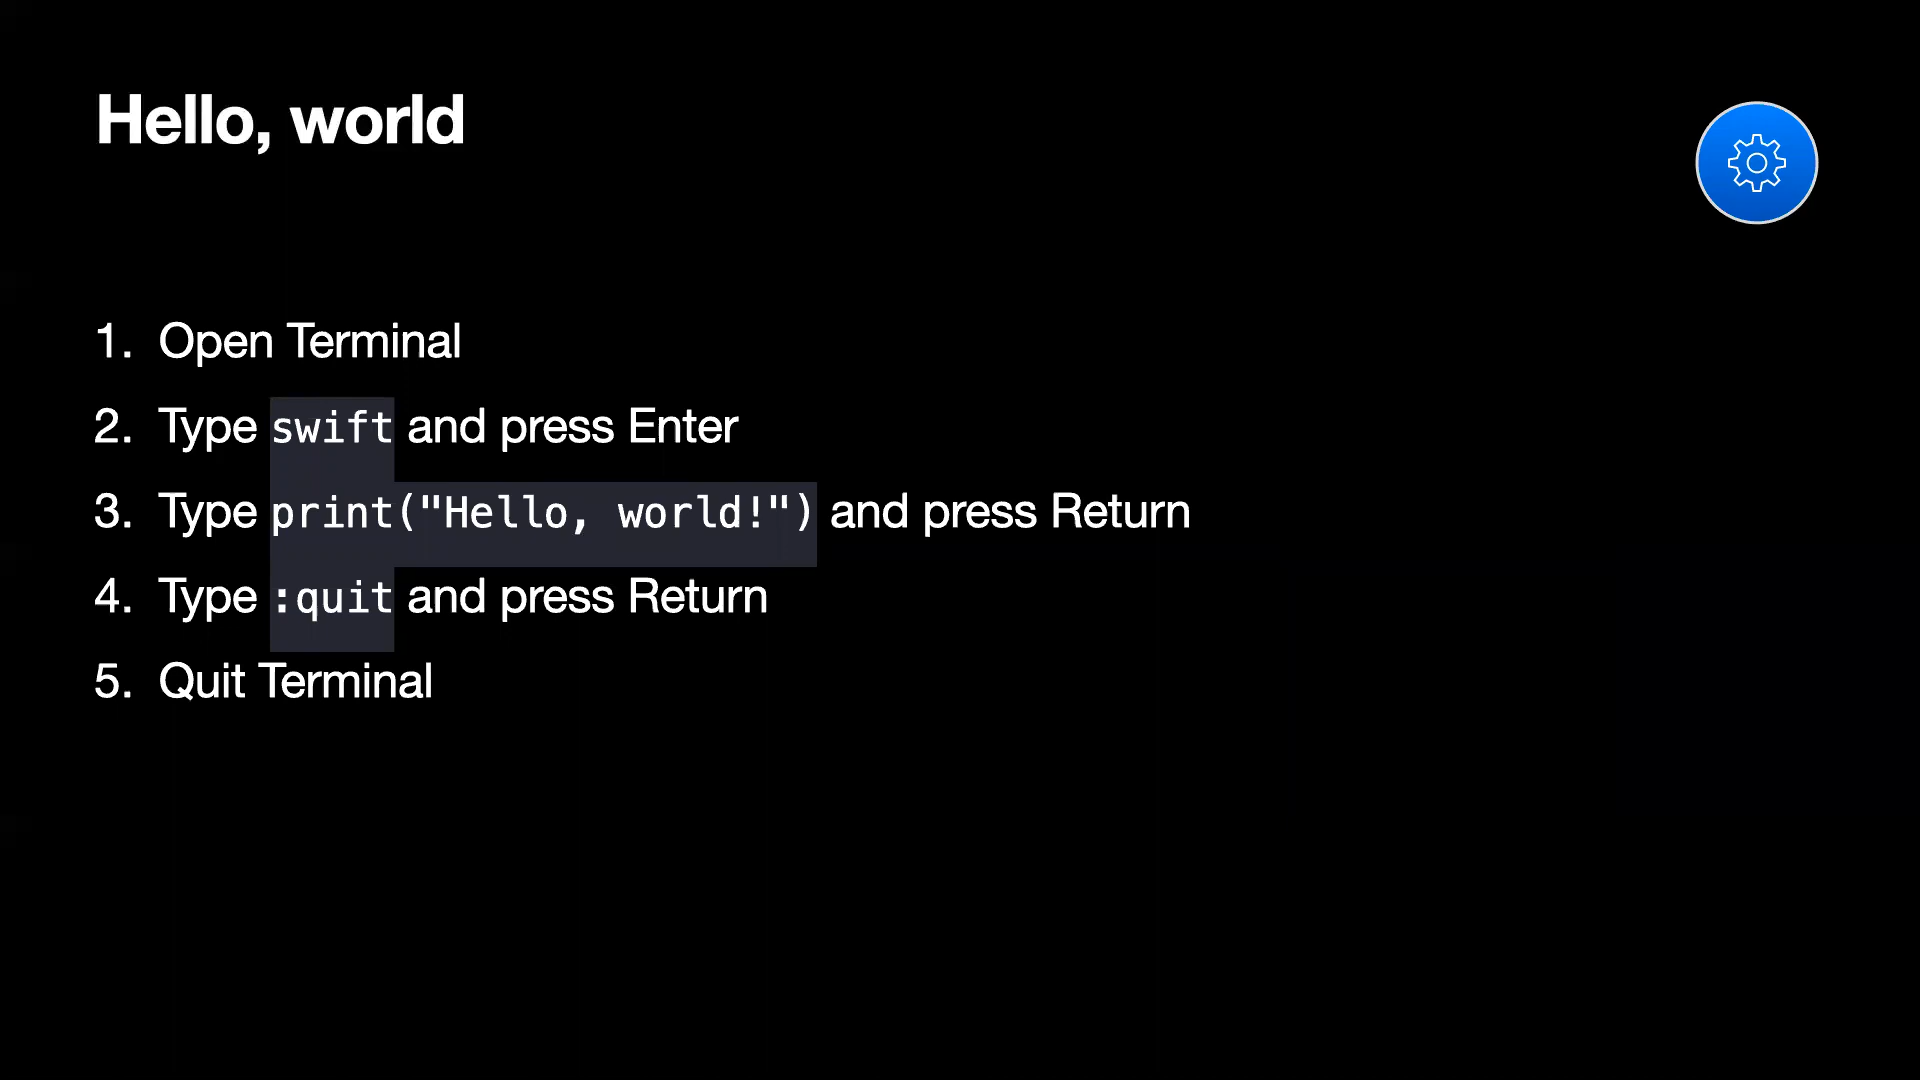 Hello, world
1. Open Terminal
2. Type swift and press Enter
3. Type print("Hello, world!") and press Return
4. Type :quit and press Return
5. Quit Terminal